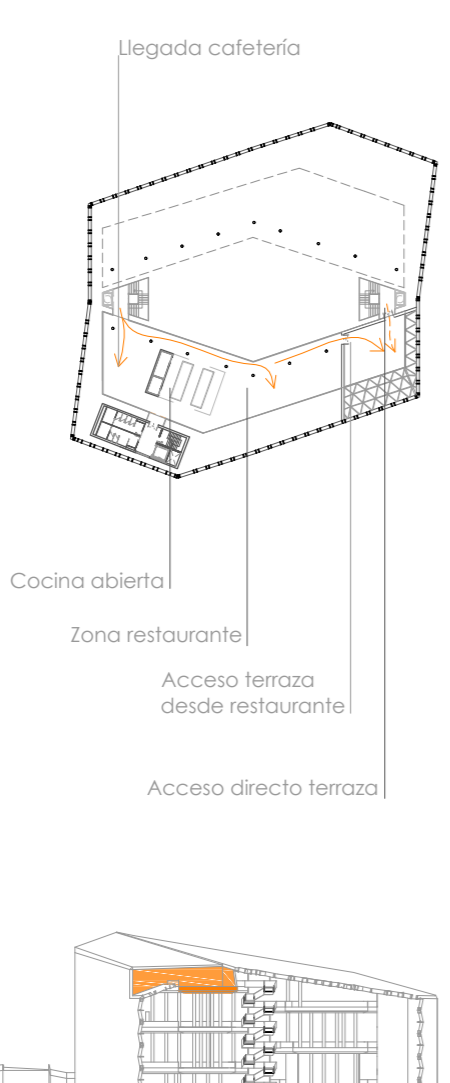 Llegada cafetería
Cocina abierta
Zona restaurante
Acceso terraza
desde restaurante
Acceso directo terraza